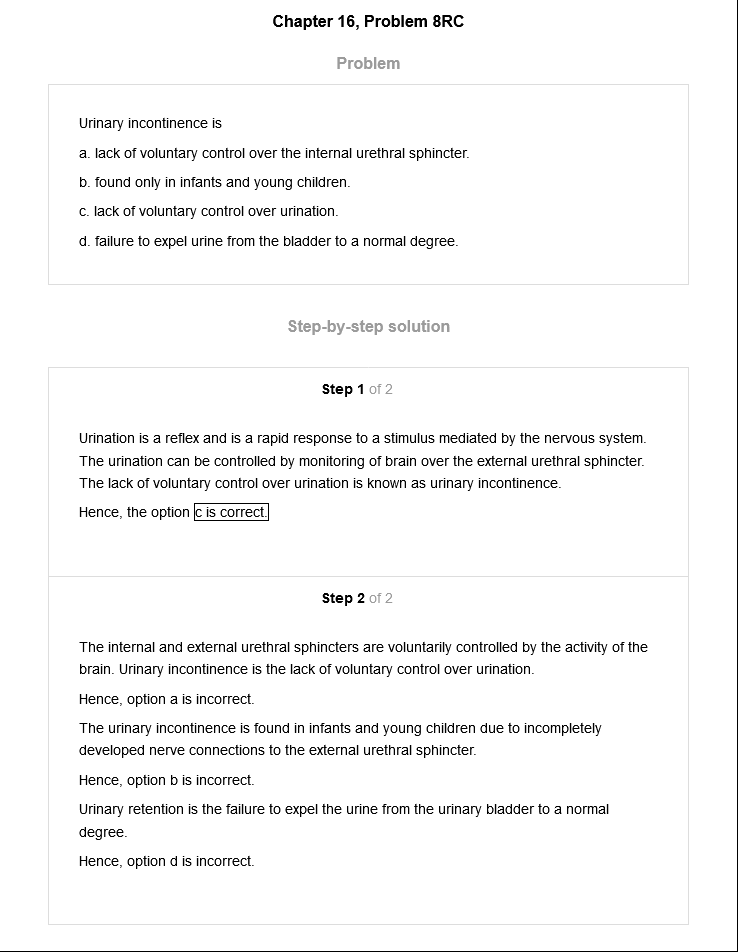 Chapter 16, Problem 8RC
Problem
Urinary incontinence is
a. lack of voluntary control over the internal urethral sphincter.
b. found only in infants and young children.
c. lack of voluntary control over urination.
d. failure to expel urine from the bladder to a normal degree.
Step-by-step solution
Step 1 of 2
Urination is a reflex and is a rapid response to a stimulus mediated by the nervous system.
The urination can be controlled by monitoring of brain over the external urethral sphincter.
The lack of voluntary control over urination is known as urinary incontinence.
Hence, the option c is correct.
Step 2 of 2
The internal and external urethral sphincters are voluntarily controlled by the activity of the
brain. Urinary incontinence is the lack of voluntary control over urination.
Hence, option a is incorrect.
The urinary incontinence is found in infants and young children due to incompletely
developed nerve connections to the external urethral sphincter.
Hence, option b is incorrect.
Urinary retention is the failure to expel the urine from the urinary bladder to a normal
degree.
Hence, option d is incorrect.